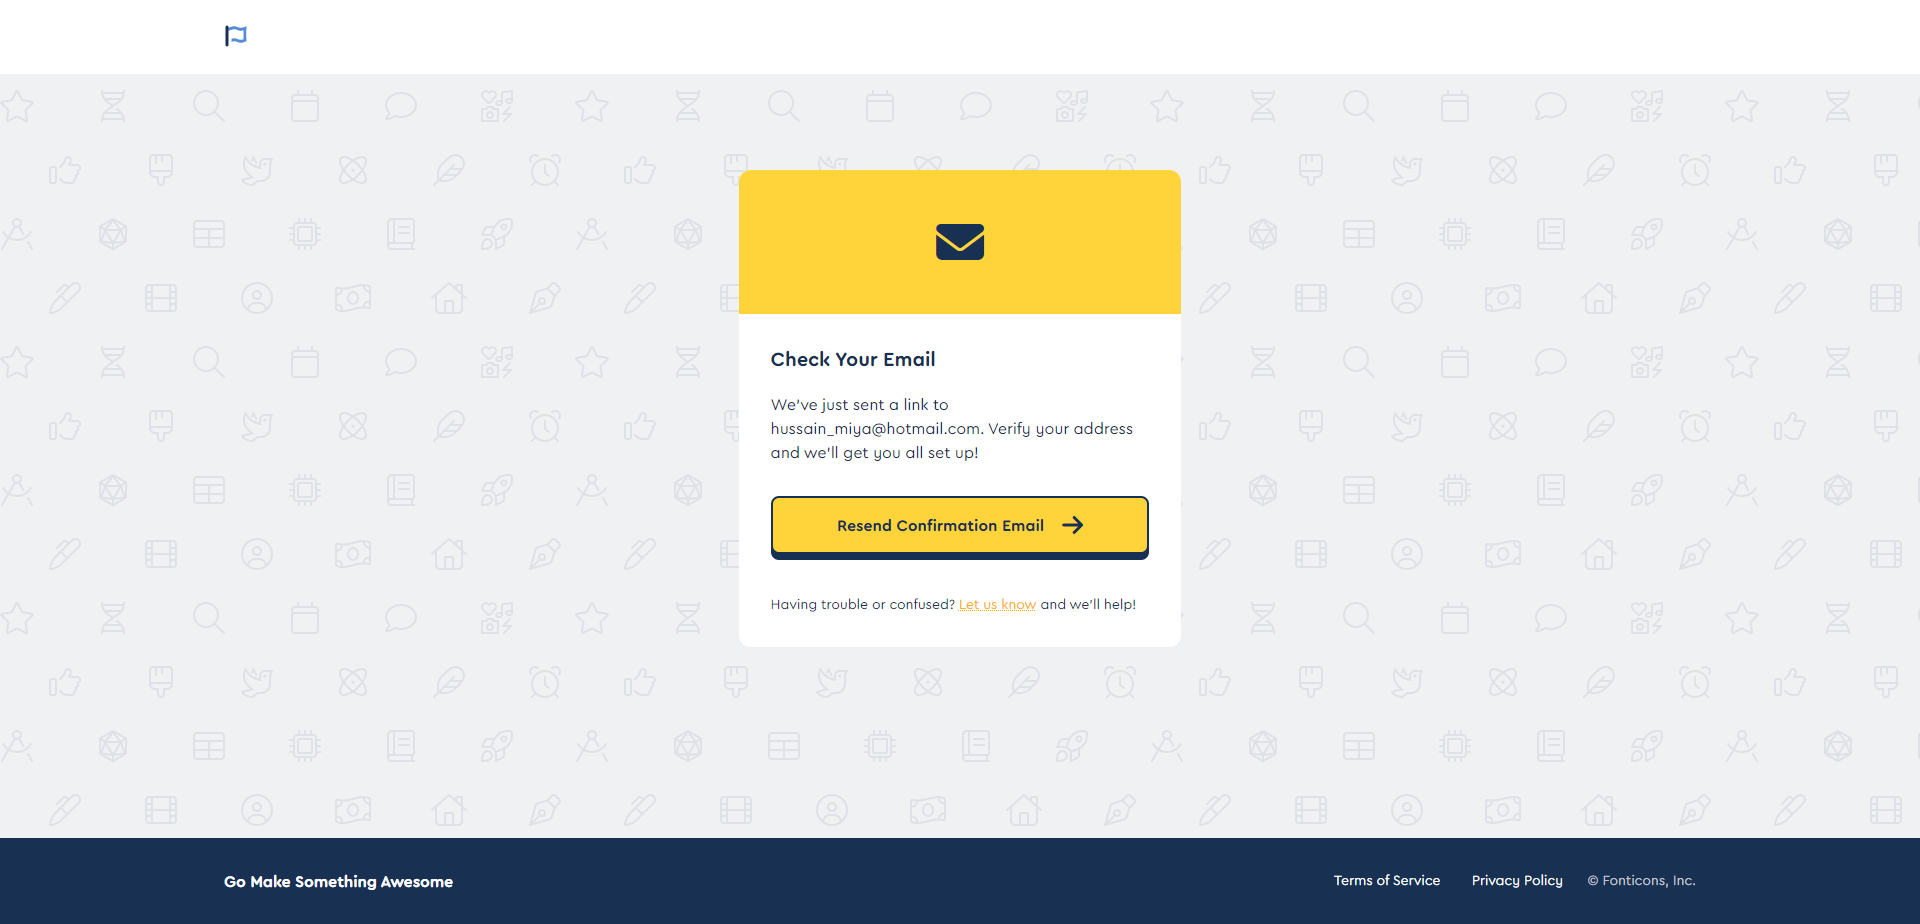 Check Your Email
We've just sent a link to
hussain_miya@hotmail.com. Verify your address
and we'll get you all set up!
Resend Confirmation Email
Having trouble or confused? Let us know and we'll help!
Go Make Something Awesome
Terms of Service
Privacy Policy
© Fonticons, Inc.